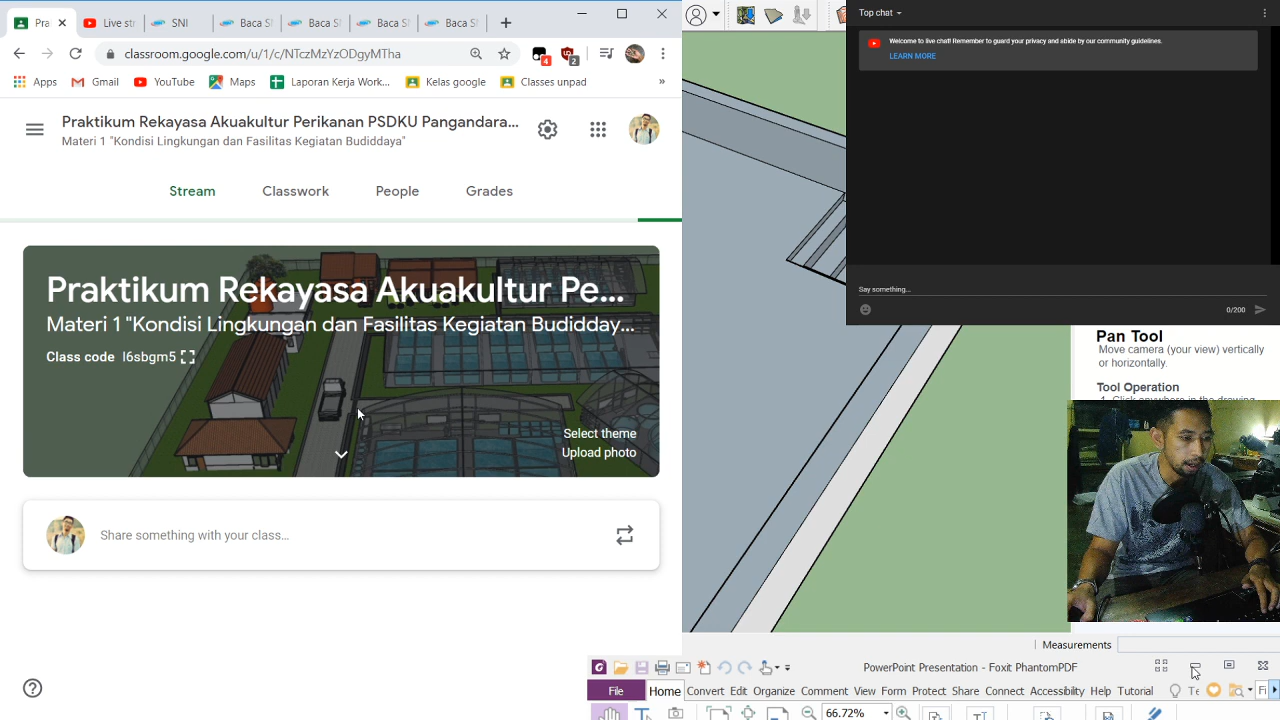 Pra
Live str
SNI
Baca SI
Baca SI
Baca SI
Baca SI
classroom.google.com/u/1/c/NTczMzYzODgyMTha
4
2
Apps
Gmail
YouTube
Maps
Laporan Kerja Work...
Kelas google
Classes unpad
»
Praktikum Rekayasa Akuakultur Perikanan PSDKU Pangandara...
Materi 1 "Kondisi Lingkungan dan Fasilitas Kegiatan Budiddaya"
Stream
Classwork
People
Grades
Praktikum Rekayasa Akuakultur Pe...
Materi 1 "Kondisi Lingkungan dan Fasilitas Kegiatan Budidday...
Class code l6sbgm5
Select theme
Upload photo
Share something with your class...
Top chat
Welcome to live chat! Remember to guard your privacy and abide by our community guidelines.
LEARN MORE
Say something...
0/200
Pan Tool
Move camera (your view) vertically
or horizontally.
Tool Operation
Measurements
PowerPoint Presentation - Foxit PhantomPDF
File Home Convert Edit Organize Comment View Form Protect Share Connect Accessibility Help Tutorial
66.72%